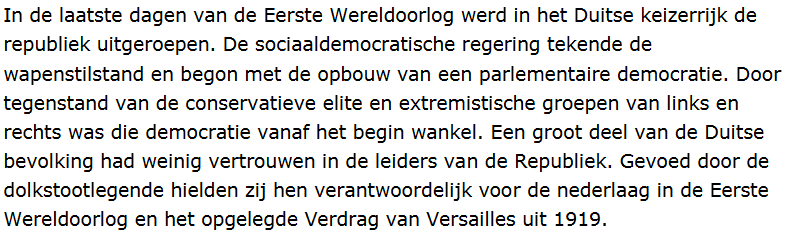 In de laatste dagen van de Eerste Wereldoorlog werd in het Duitse keizerrijk de
republiek uitgeroepen. De sociaaldemocratische regering tekende de
wapenstilstand en begon met de opbouw van een parlementaire democratie. Door
tegenstand van de conservatieve elite en extremistische groepen van links en
rechts was die democratie vanaf het begin wankel. Een groot deel van de Duitse
bevolking had weinig vertrouwen in de leiders van de Republiek. Gevoed door de
dolkstootlegende hielden zij hen verantwoordelijk voor de nederlaag in de Eerste
Wereldoorlog en het opgelegde Verdrag van Versailles uit 1919.